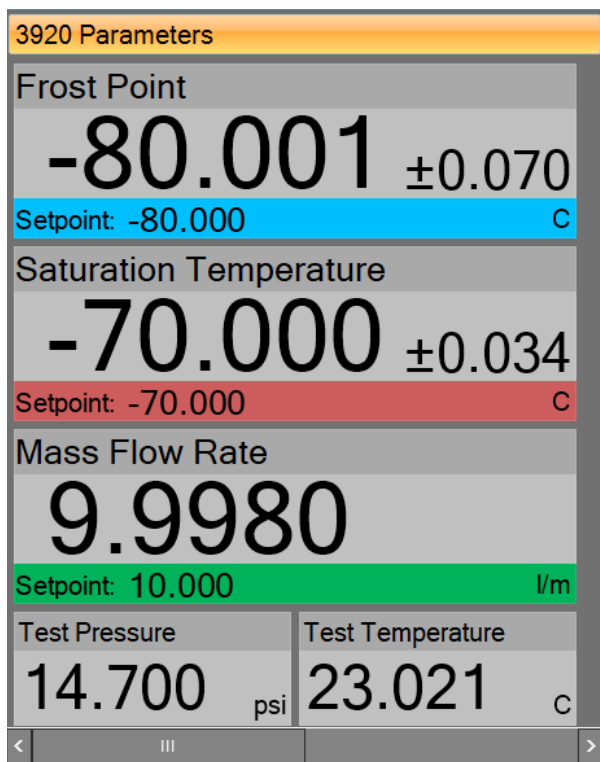 3920 Parameters
Frost Point
-80.001 ±0.070
Setpoint: -80.000 C
Saturation Temperature
-70.000 ±0.034
Setpoint: -70.000 C
Mass Flow Rate
9.9980
Setpoint: 10.000 l/m
Test Pressure
14.700 psi
Test Temperature
23.021 C